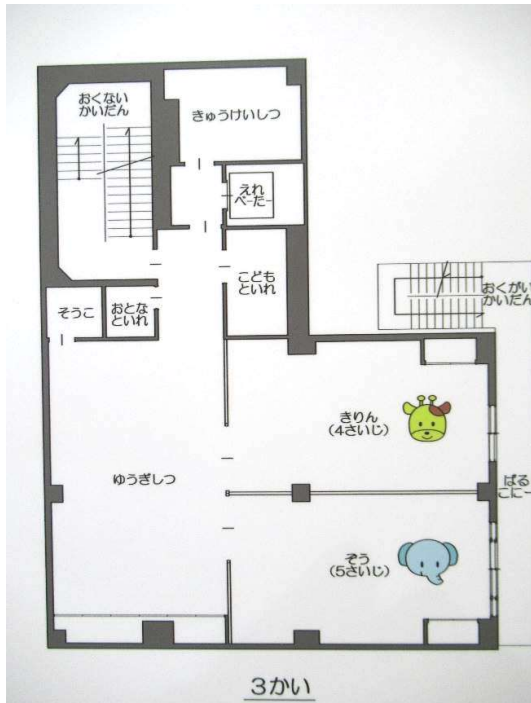 おくない
かいだん
きゅうけいしつ
えれ
べーたー
こども
といれ
おくがい
かいだん
そうこ
おとな
といれ
きりん
(4さいじ)
ゆうぎしつ
ばる
こにー
ぞう
(5さいじ)
3かい